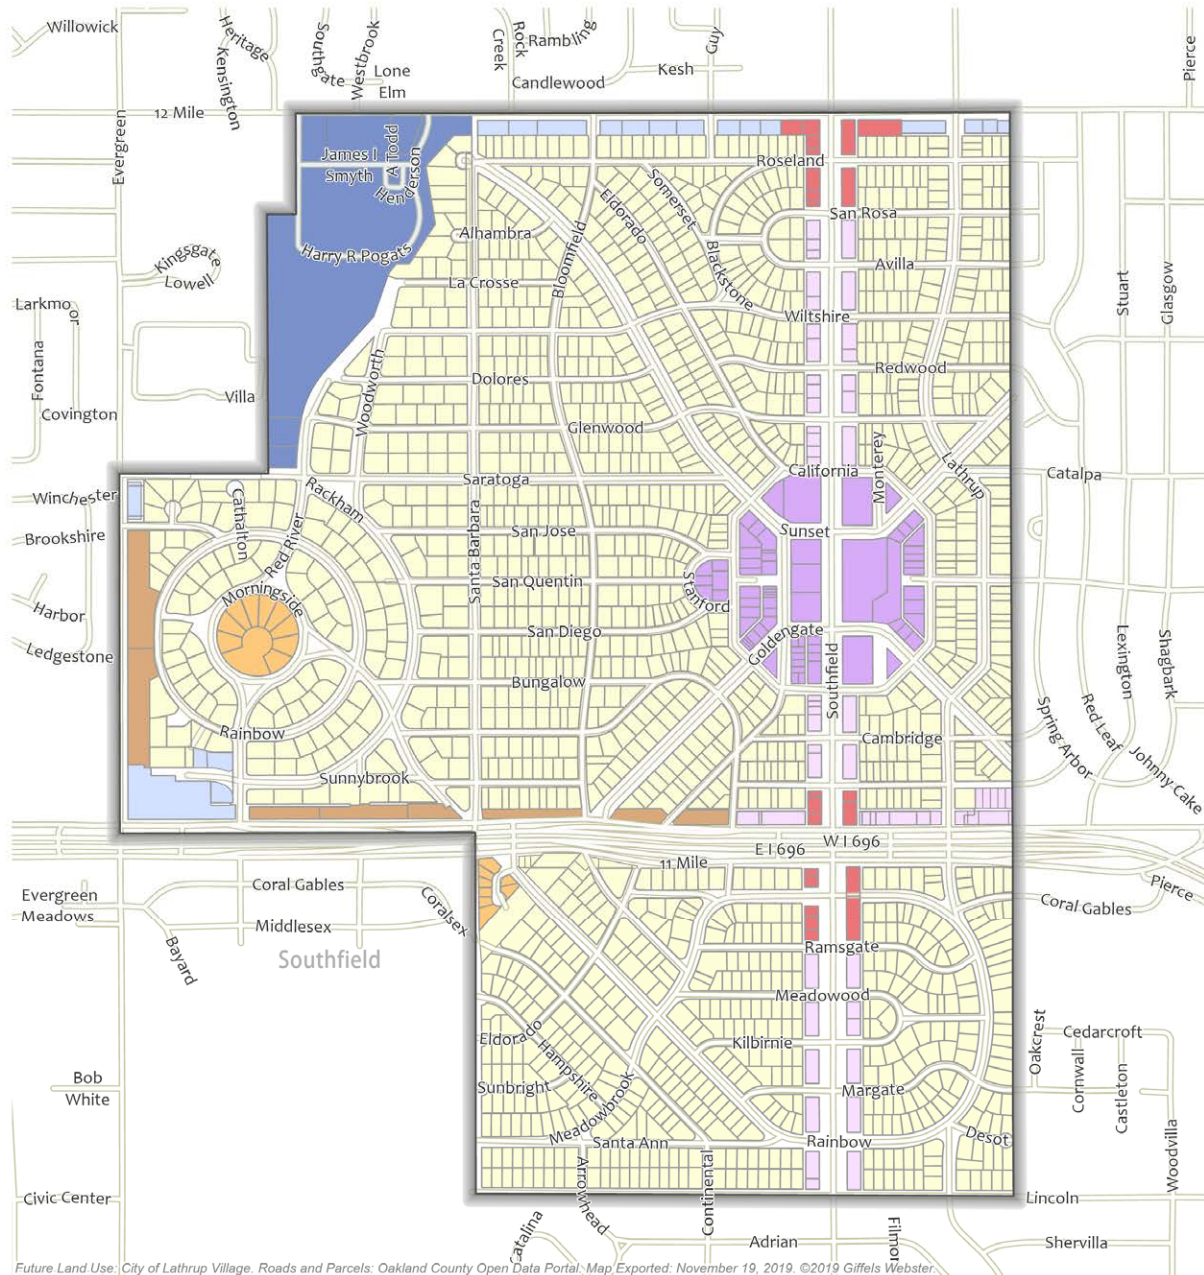 Willowick
Heritage
Kensington
Southgate
Westbrook
Lone
Elm
Rock
Creek
Rambling
Candlewood
Kesh
Guy
Pierce
12 Mile
Evergreen
James I
Smyth
A Todd
Henderson
Harry R Pogats
Roseland
Somerset
Eldorado
San Rosa
Alhambra
Bloomfield
Blackstone
Avilla
Kingsgate
Lowell
La Crosse
Stuart
Glasgow
Larkmoor
Wiltshire
Fontana
Woodworth
Dolores
Redwood
Villa
Covington
Glenwood
Monterey
California
Lathrup
Catalpa
Saratoga
Winchester
Cathalton
Rackham
Brookshire
Red River
Santa Barbara
San Jose
Sunset
San Quentin
Stanford
Morningside
Harbor
San Diego
Goldengate
Ledgestone
Southfield
Lexington
Shagbark
Bungalow
Rainbow
Cambridge
Spring Arbor
Red Leaf
Johnny Cake
Sunnybrook
E I 696
W I 696
11 Mile
Evergreen
Meadows
Coral Gables
Coralsex
Middlesex
Bayard
Southfield
Coral Gables
Pierce
Ramsgate
Meadowood
Eldorado
Hampshire
Kilbirnie
Oakcrest
Cedarcroft
Cornwall
Castleton
Bob
White
Sunbright
Meadowbrook
Margate
Santa Ann
Rainbow
Desot
Woodvilla
Civic Center
Arrowhead
Continental
Lincoln
Catalina
Adrian
Filmor
Shervilla
Future Land Use: City of Lathrup Village. Roads and Parcels: Oakland County Open Data Portal. Map Exported: November 19, 2019. ©2019 Giffels Webster.